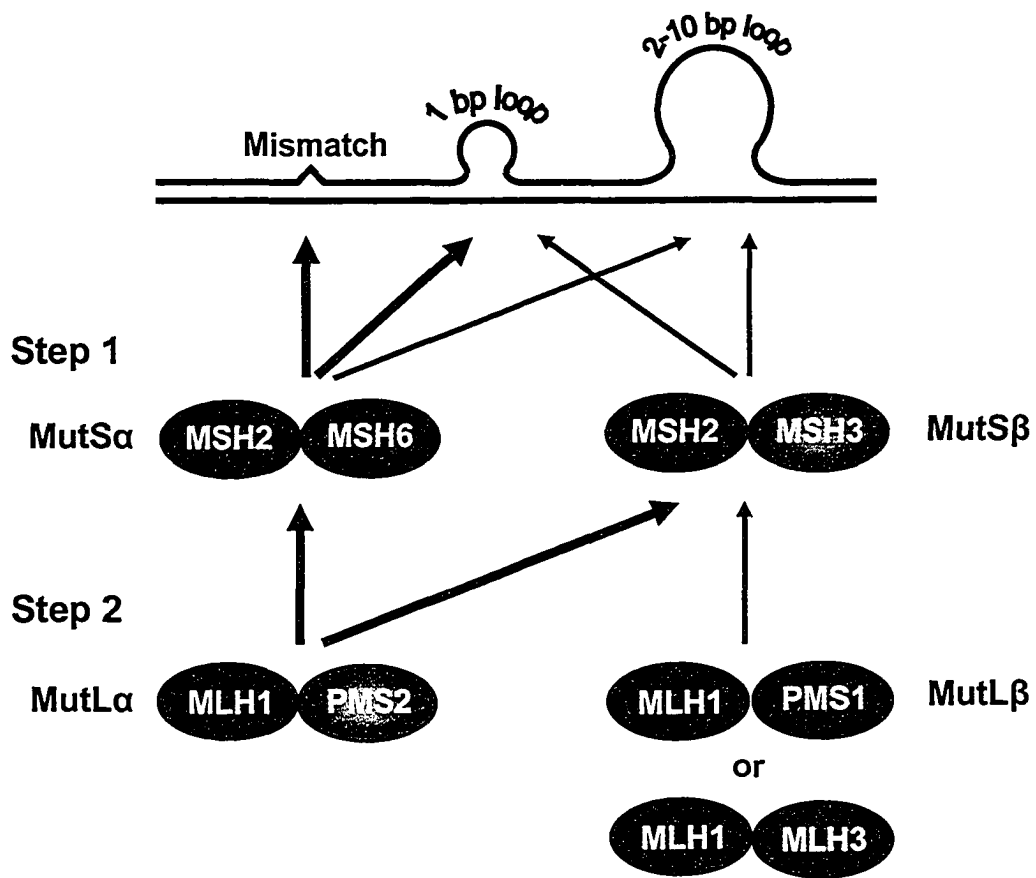 2-10 bp loop
1 bp loop
Mismatch
Step 1
MutSα MSH2 MSH6 MSH2 MSH3 MutSβ
Step 2
MutLα MLH1 PMS2 MLH1 PMS1 MutLβ
or
MLH1 MLH3